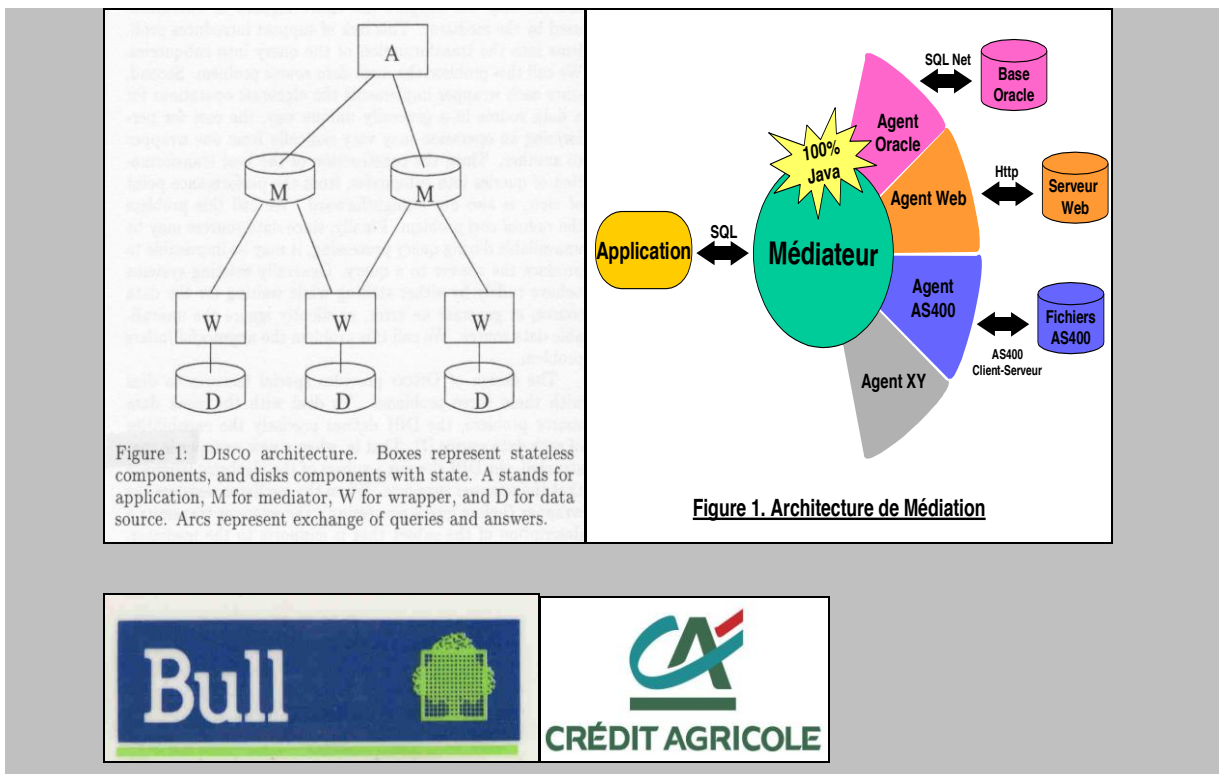 A
M
M
W
W
W
D
D
D
Figure 1: DISCO architecture. Boxes represent stateless
components, and disks components with state. A stands for
application, M for mediator, W for wrapper, and D for data
source. Arcs represent exchange of queries and answers.
SQL Net
Base
Oracle
Agent
Oracle
100%
Java
Http
Agent Web
Serveur
Web
SQL
Application
Médiateur
Agent
AS400
Fichiers
AS400
AS400
Client-Serveur
Agent XY
Figure 1. Architecture de Médiation
Bull
CRÉDIT AGRICOLE